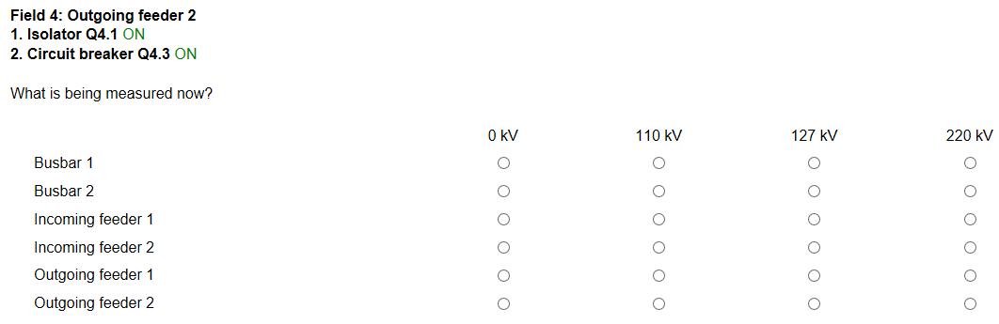 Field 4: Outgoing feeder 2
1. Isolator Q4.1 ON
2. Circuit breaker Q4.3 ON
What is being measured now?
0 kV 110 kV 127 kV 220 kV
Busbar 1
Busbar 2
Incoming feeder 1
Incoming feeder 2
Outgoing feeder 1
Outgoing feeder 2